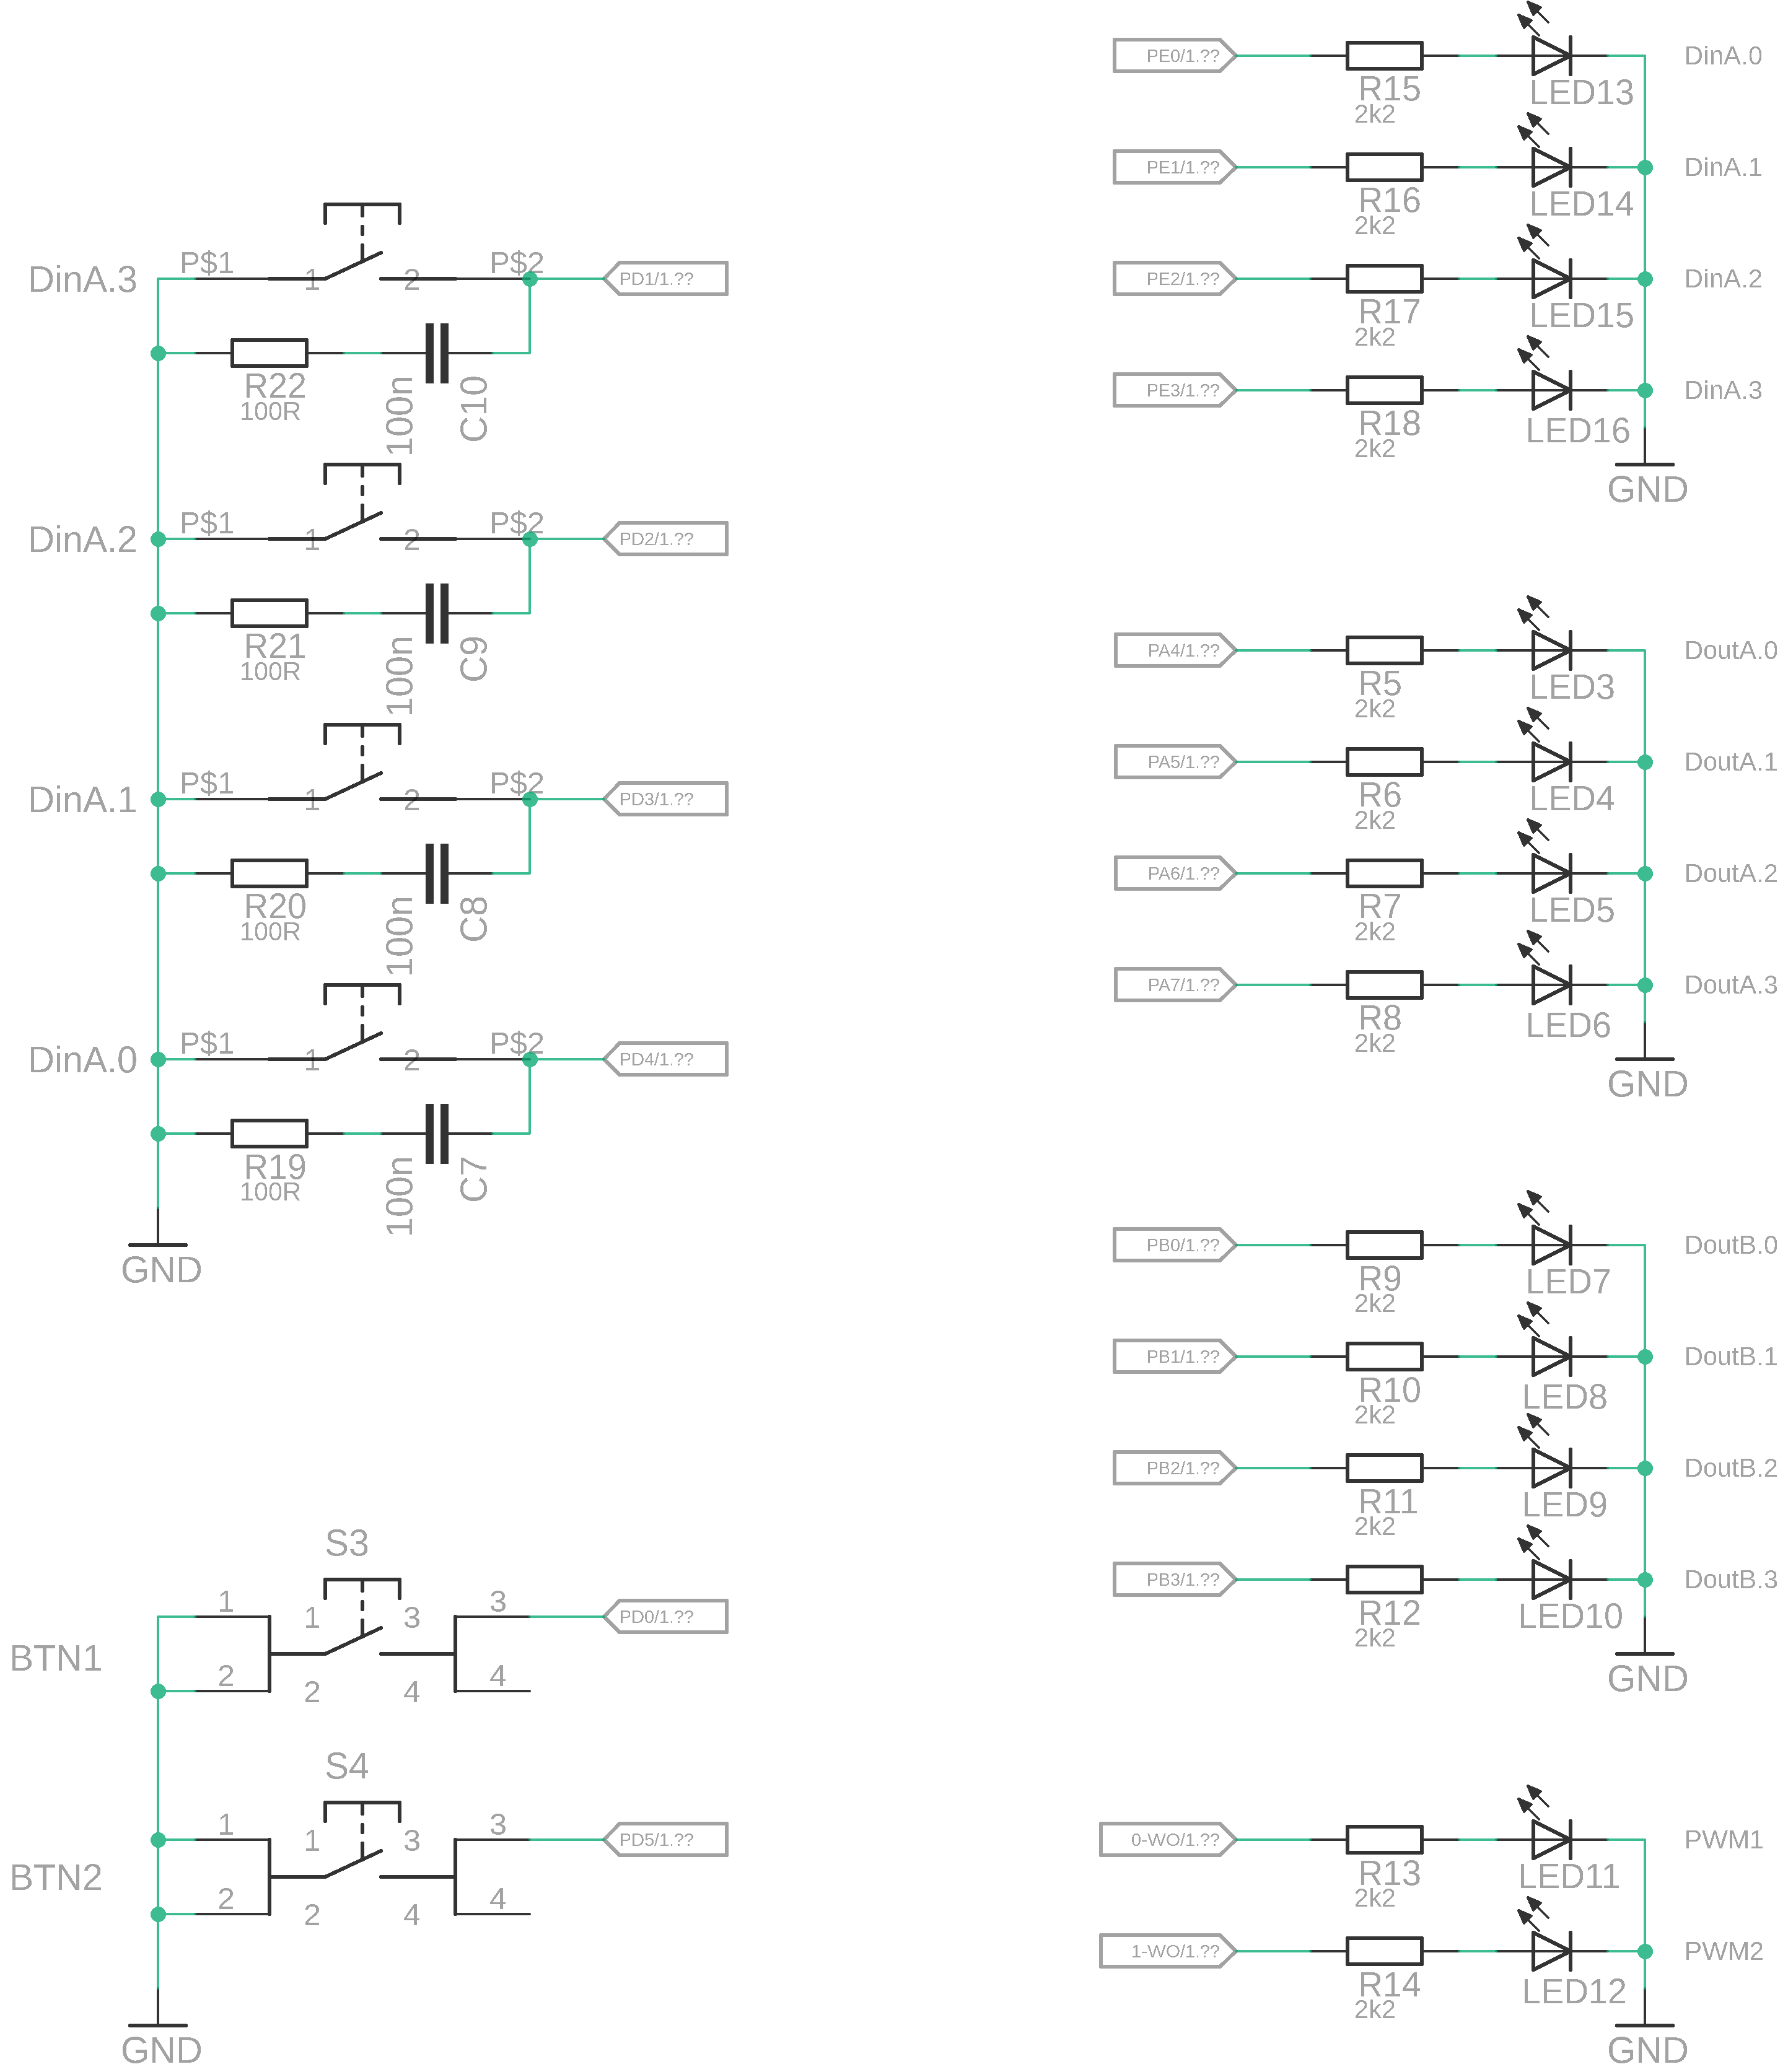 DinA.3
P$1
1
2
P$2
PD1/1.??
R22
100R
100n
C10
DinA.2
P$1
1
2
P$2
PD2/1.??
R21
100R
100n
C9
DinA.1
P$1
1
2
P$2
PD3/1.??
R20
100R
100n
C8
DinA.0
P$1
1
2
P$2
PD4/1.??
R19
100R
100n
C7
GND
S3
BTN1
1
1
3
3
PD0/1.??
2
2
4
4
S4
BTN2
1
1
3
3
PD5/1.??
2
2
4
4
GND
PE0/1.??
R15
2k2
LED13
DinA.0
PE1/1.??
R16
2k2
LED14
DinA.1
PE2/1.??
R17
2k2
LED15
DinA.2
PE3/1.??
R18
2k2
LED16
DinA.3
GND
PA4/1.??
R5
2k2
LED3
DoutA.0
PA5/1.??
R6
2k2
LED4
DoutA.1
PA6/1.??
R7
2k2
LED5
DoutA.2
PA7/1.??
R8
2k2
LED6
DoutA.3
GND
PB0/1.??
R9
2k2
LED7
DoutB.0
PB1/1.??
R10
2k2
LED8
DoutB.1
PB2/1.??
R11
2k2
LED9
DoutB.2
PB3/1.??
R12
2k2
LED10
DoutB.3
GND
0-WO/1.??
R13
2k2
LED11
PWM1
1-WO/1.??
R14
2k2
LED12
PWM2
GND